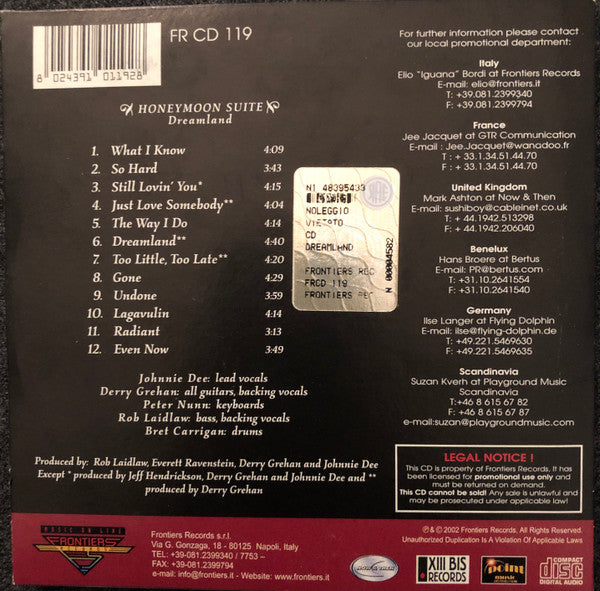 FR CD 119
8 024391 011928
HONEYMOON SUITE
Dreamland
1. What I Know 4:09
2. So Hard 3:43
3. Still Lovin' You* 4:15
4. Just Love Somebody** 4:04
5. The Way I Do 4:24
6. Dreamland** 4:40
7. Too Little, Too Late** 4:20
8. Gone 4:29
9. Undone 3:59
10. Lagavulin 4:14
11. Radiant 3:13
12. Even Now 3:49
Johnnie Dee: lead vocals
Derry Grehan: all guitars, backing vocals
Peter Nunn: keyboards
Rob Laidlaw: bass, backing vocals
Bret Carrigan: drums
Produced by: Rob Laidlaw, Everett Ravenstein, Derry Grehan and Johnnie Dee
Except * produced by Jeff Hendrickson, Derry Grehan and Johnnie Dee and **
produced by Derry Grehan
NI 48395433
NOLEGGIO
VIETATO
CD
DREAMLAND
FRONTIERS REC
FRCD 119
FRONTIERS REC
N 00004582
For further information please contact
our local promotional department:
Italy
Elio "Iguana" Bordi at Frontiers Records
E-mail: elio@frontiers.it
T: +39.081.2399340
F: +39.081.2399794
France
Jee Jacquet at GTR Communication
E-mail : Jee.Jacquet@wanadoo.fr
T: + 33.1.34.51.44.70
F: + 33.1.34.51.44.70
United Kingdom
Mark Ashton at Now & Then
E-mail: sushiboy@cableinet.co.uk
T: + 44.1942.513298
F: + 44.1942.206040
Benelux
Hans Broere at Bertus
E-mail: PR@bertus.com
T: +31.10.2641554
F: +31.10.2641540
Germany
Ilse Langer at Flying Dolphin
E-mail: ilse@flying-dolphin.de
T: +49.221.5469630
F: +49.221.5469635
Scandinavia
Suzan Kverh at Playground Music
Scandinavia
T:+46 8 615 67 82
F: +46 8 615 67 87
e-mail:suzan@playgroundmusic.com
LEGAL NOTICE !
This CD is property of Frontiers Records. It has been
licensed for promotional use only and must
be returned on demand.
This CD cannot be sold! Any sale is unlawful and
may be prosecuted under applicable law!
MUSIC ON LINE
FRONTIERS
RECORDS
Frontiers Records s.r.l.
Via G. Gonzaga, 18 - 80125 Napoli, Italy
TEL: +39-081.2399340 / 7753 –
FAX: +39-081.2399794
e-mail: info@frontiers.it - Website: www.frontiers.it
℗ & © 2002 Frontiers Records. All Rights Reserved.
Unauthorized Duplication Is A Violation Of Applicable Laws
XIII BIS
RECORDS
point
music
COMPACT
disc
DIGITAL AUDIO